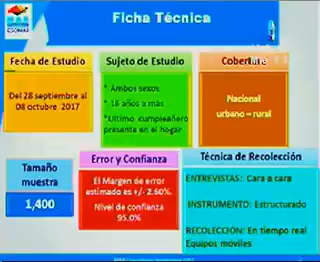 ESOMAR
Ficha Técnica
Fecha de Estudio
Del 28 septiembre al
08 octubre 2017
Sujeto de Estudio
* Ambos sexos
* 18 años a más
*Ultimo cumpleañero
presente en el hogar
Cobertura
Nacional
urbano – rural
Tamaño
muestra
1,400
Error y Confianza
El Margen de error
estimado es +/- 2.60%.
Nivel de confianza
95.0%
Técnica de Recolección
ENTREVISTAS: Cara a cara
INSTRUMENTO: Estructurado
RECOLECCIÓN: En tiempo real
Equipos móviles